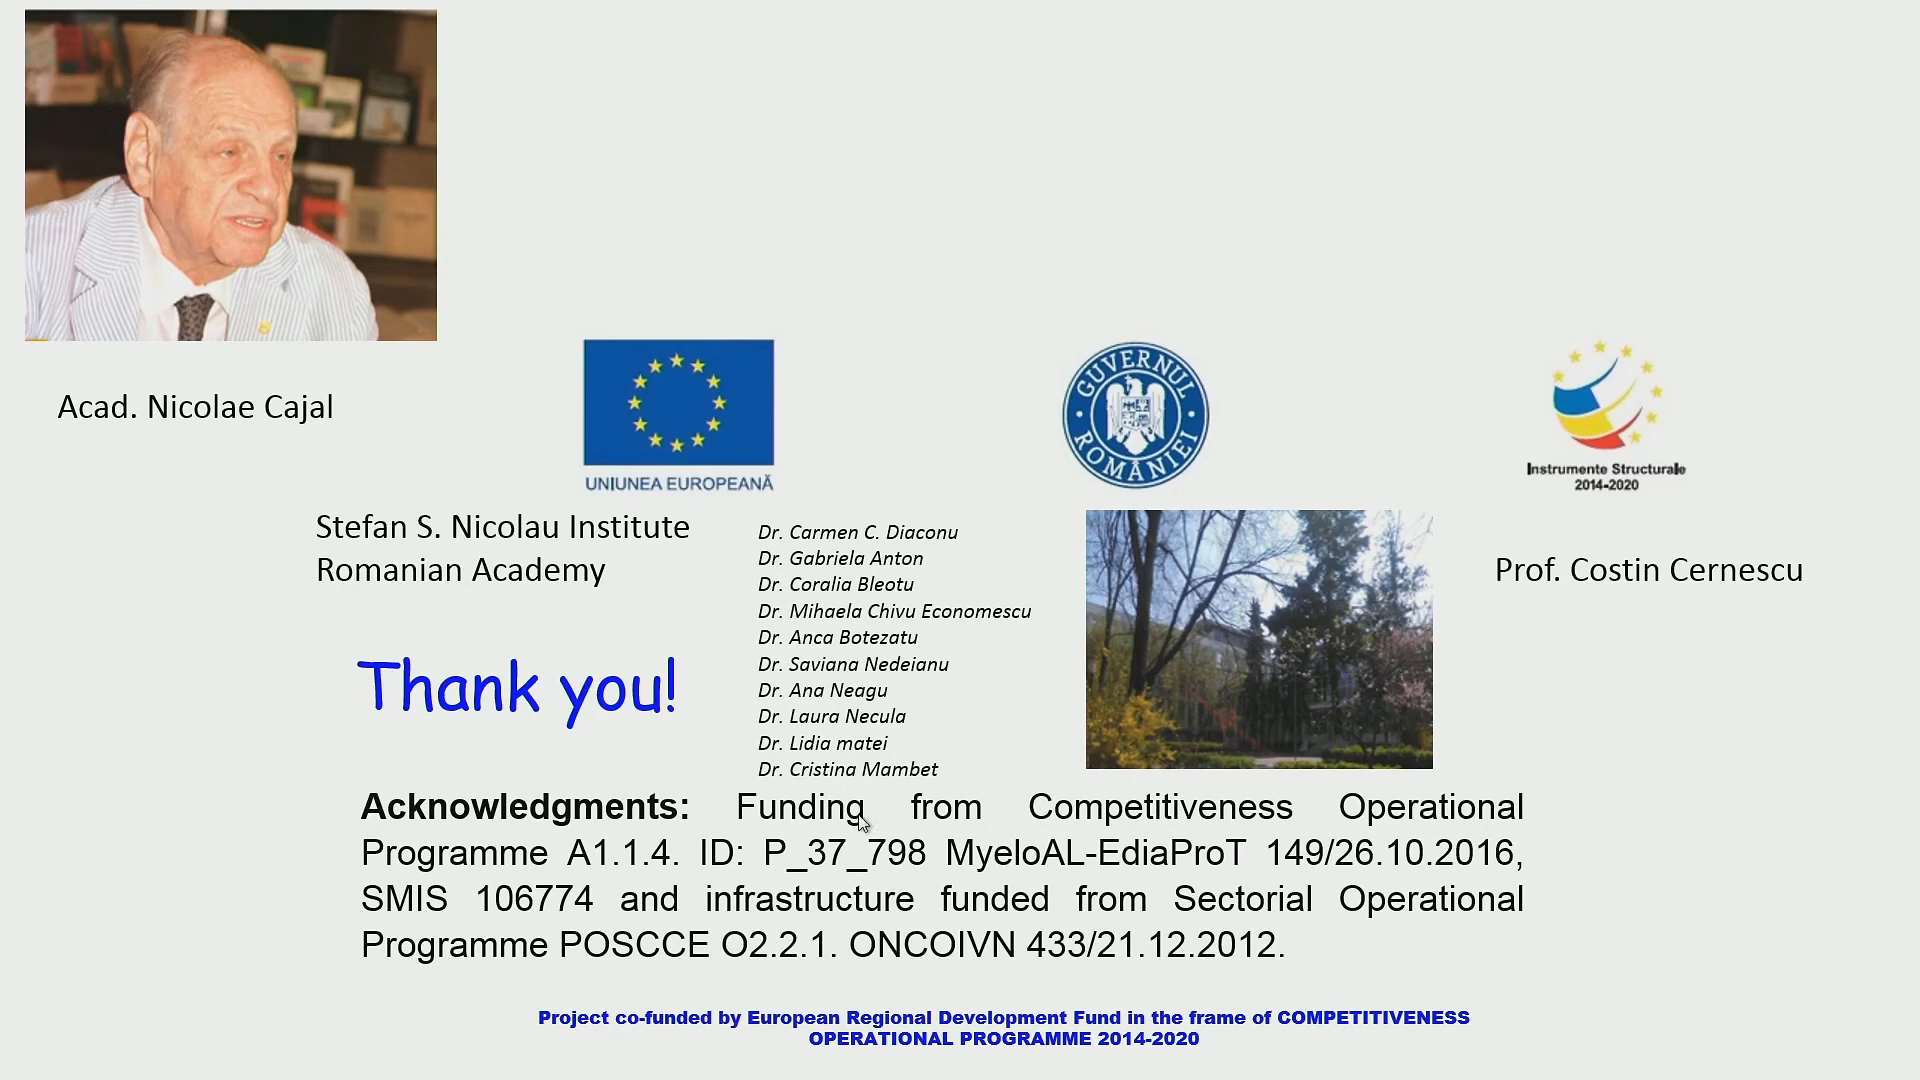 Acad. Nicolae Cajal
UNIUNEA EUROPEANĂ
GUVERNUL ROMÂNIEI
Instrumente Structurale
2014-2020
Stefan S. Nicolau Institute
Romanian Academy
Dr. Carmen C. Diaconu
Dr. Gabriela Anton
Dr. Coralia Bleotu
Dr. Mihaela Chivu Economescu
Dr. Anca Botezatu
Dr. Saviana Nedeianu
Dr. Ana Neagu
Dr. Laura Necula
Dr. Lidia matei
Dr. Cristina Mambet
Prof. Costin Cernescu
Thank you!
Acknowledgments: Funding from Competitiveness Operational
Programme A1.1.4. ID: P_37_798 MyeloAL-EdiaProT 149/26.10.2016,
SMIS 106774 and infrastructure funded from Sectorial Operational
Programme POSCCE O2.2.1. ONCOIVN 433/21.12.2012.
Project co-funded by European Regional Development Fund in the frame of COMPETITIVENESS
OPERATIONAL PROGRAMME 2014-2020